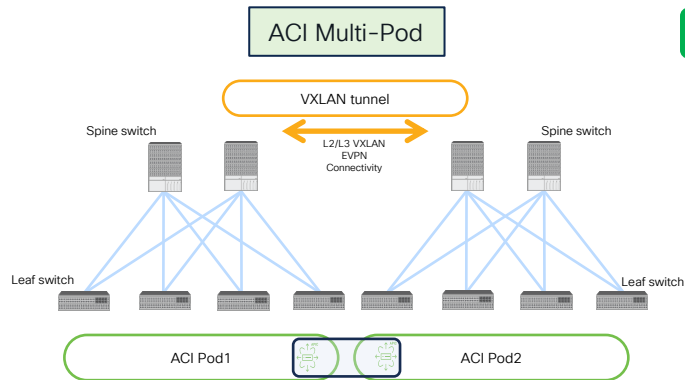 ACI Multi-Pod
VXLAN tunnel
Spine switch
Spine switch
L2/L3 VXLAN
EVPN
Connectivity
Leaf switch
Leaf switch
ACI Pod1
ACI Pod2